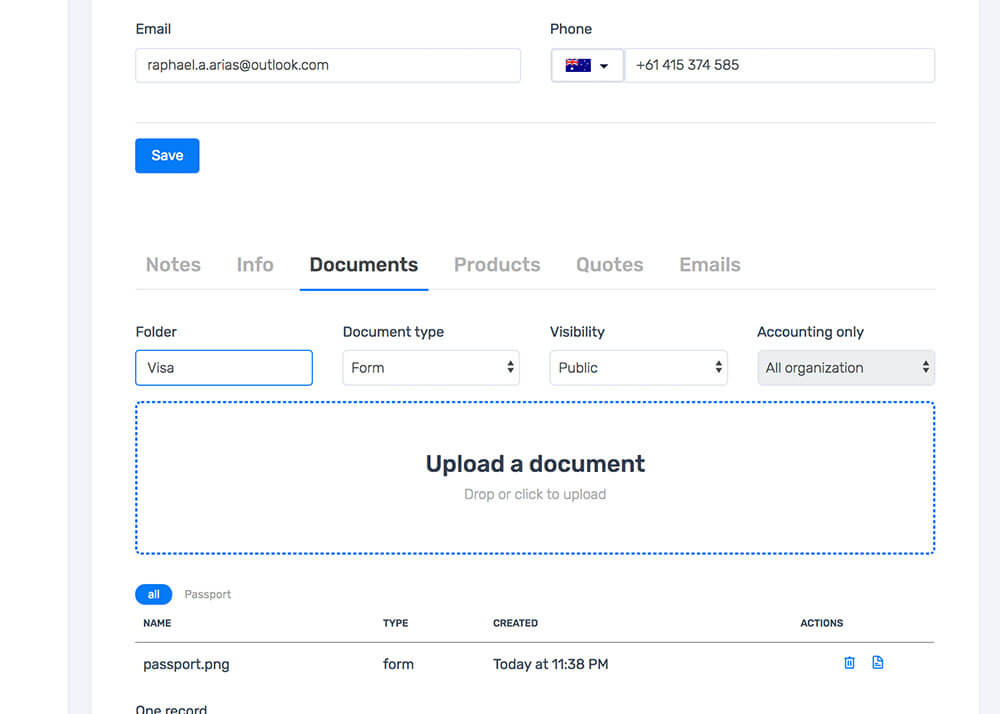 Email Phone
raphael.a.arias@outlook.com +61 415 374 585
Save
Notes Info Documents Products Quotes Emails
Folder Document type Visibility Accounting only
Visa Form Public All organization
Upload a document
Drop or click to upload
all Passport
NAME TYPE CREATED ACTIONS
passport.png form Today at 11:38 PM
One record